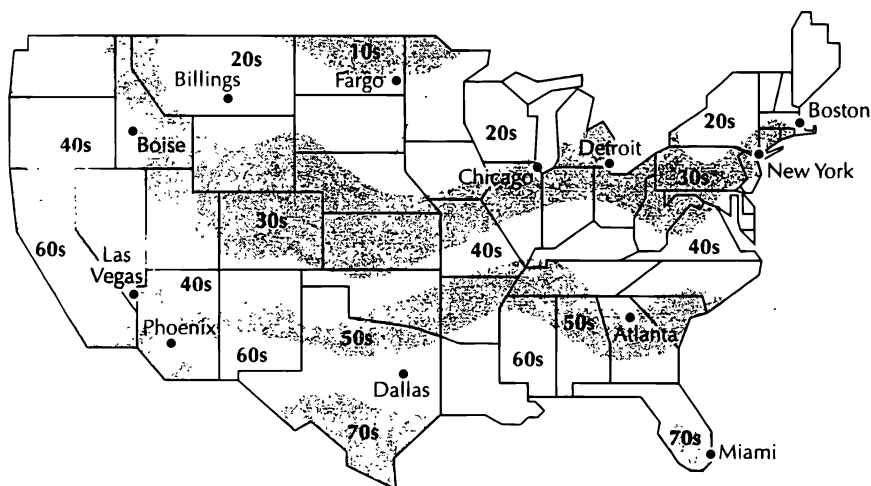 20s
10s
Billings
Fargo
Boston
20s
20s
40s
Boise
Detroit
New York
Chicago
30s
30s
60s
40s
40s
Las
Vegas
40s
Phoenix
50s
50s
Atlanta
60s
60s
Dallas
70s
70s
Miami